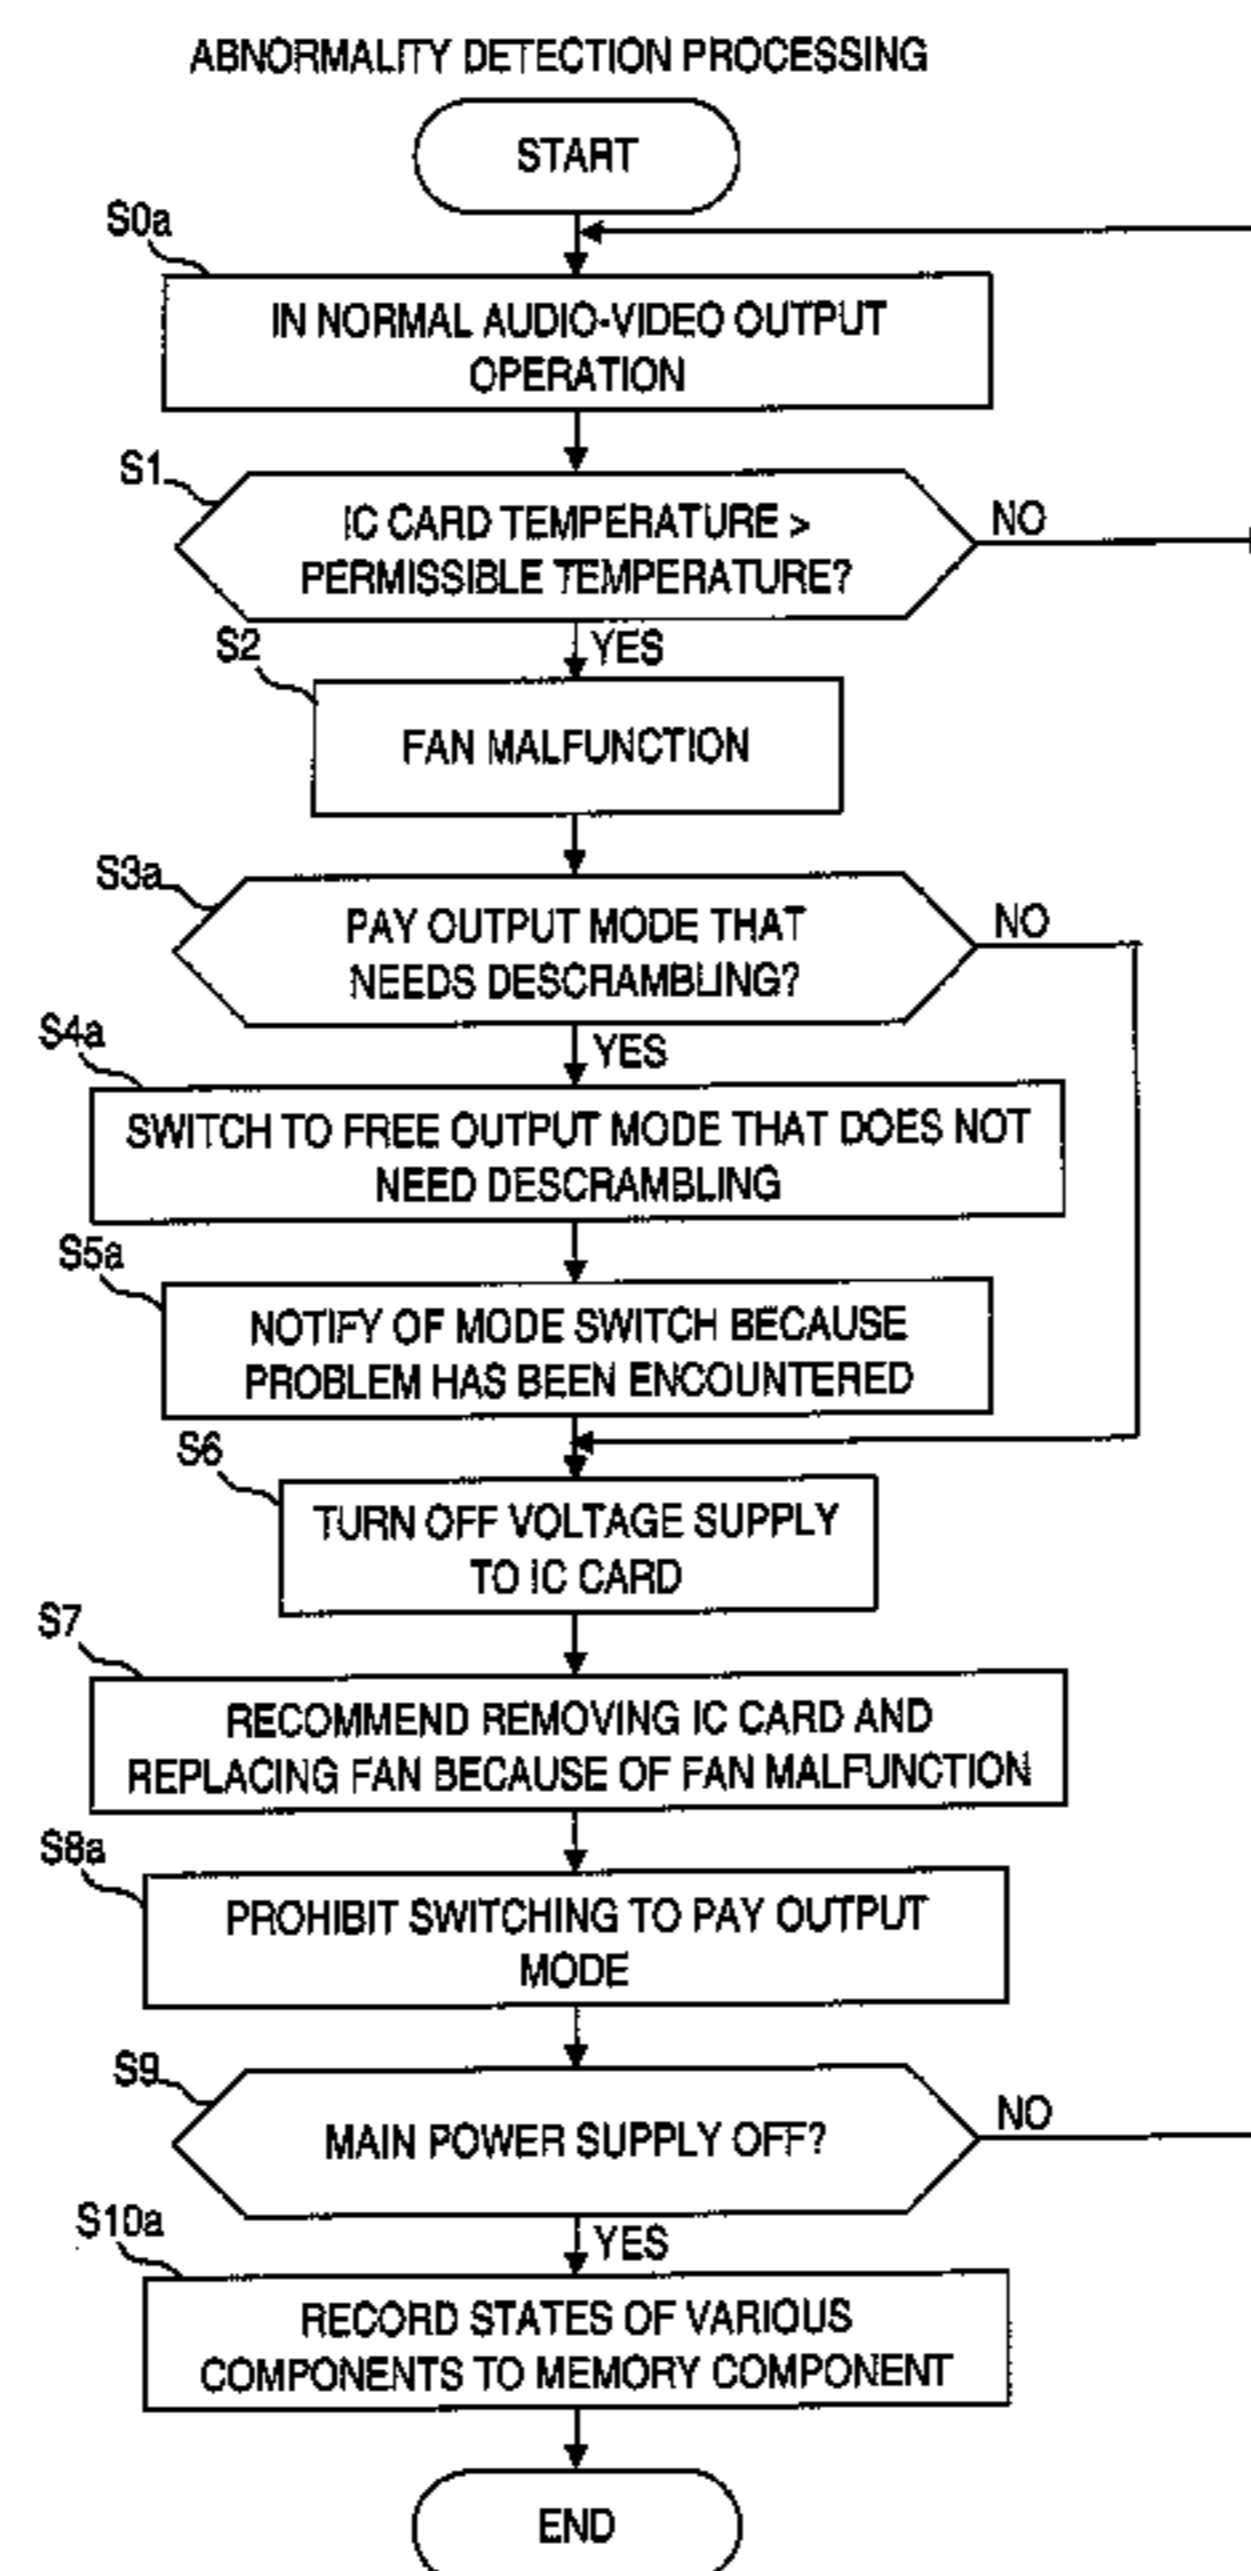 ABNORMALITY DETECTION PROCESSING
START
S0a
IN NORMAL AUDIO-VIDEO OUTPUT
OPERATION
S1
IC CARD TEMPERATURE >
PERMISSIBLE TEMPERATURE?
NO
YES
S2
FAN MALFUNCTION
S3a
PAY OUTPUT MODE THAT
NEEDS DESCRAMBLING?
NO
YES
S4a
SWITCH TO FREE OUTPUT MODE THAT DOES NOT
NEED DESCRAMBLING
S5a
NOTIFY OF MODE SWITCH BECAUSE
PROBLEM HAS BEEN ENCOUNTERED
S6
TURN OFF VOLTAGE SUPPLY
TO IC CARD
S7
RECOMMEND REMOVING IC CARD AND
REPLACING FAN BECAUSE OF FAN MALFUNCTION
S8a
PROHIBIT SWITCHING TO PAY OUTPUT
MODE
S9
MAIN POWER SUPPLY OFF?
NO
YES
S10a
RECORD STATES OF VARIOUS
COMPONENTS TO MEMORY COMPONENT
END